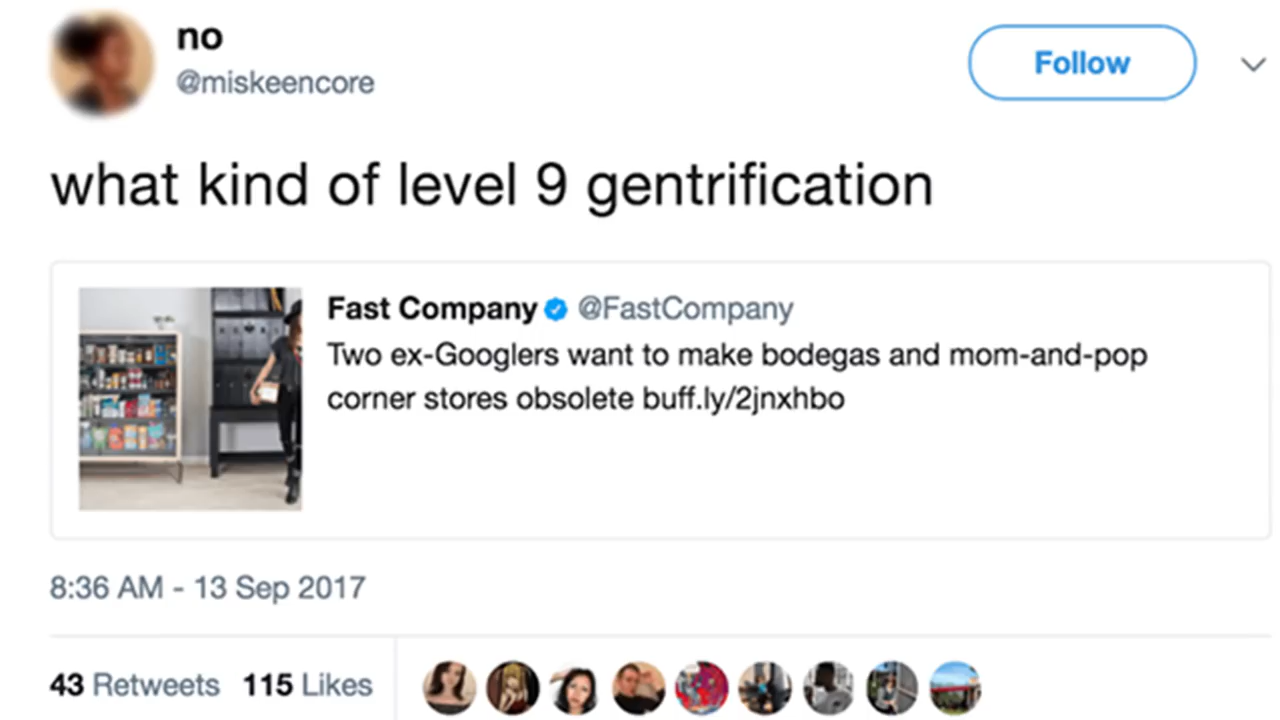 no
@miskeencore
Follow
what kind of level 9 gentrification
Fast Company @FastCompany
Two ex-Googlers want to make bodegas and mom-and-pop
corner stores obsolete buff.ly/2jnxhbo
8:36 AM - 13 Sep 2017
43 Retweets 115 Likes